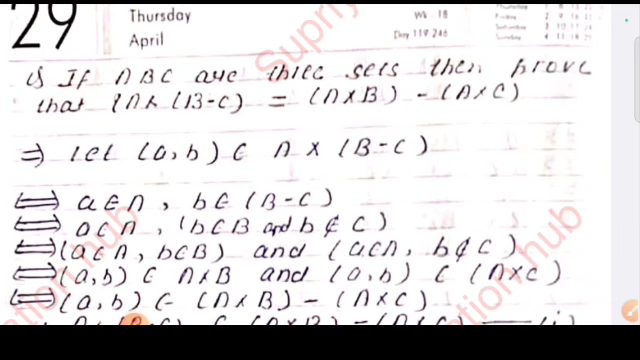 29
Thursday
April
Wk 18
Day 119-246
is If A B C are three sets then prove
that A × (B-C) = (A×B) - (A×C)
⇒ Let (a,b) ∈ A × (B-C)
⟺ a∈A, b∈(B-C)
⟺ a∈A, (b∈B and b∉C)
⟺ (a∈A, b∈B) and (a∈A, b∉C)
⟺ (a,b) ∈ A×B and (a,b) ∈ (A×C)
⟺ (a,b) ∈ (A×B) - (A×C)